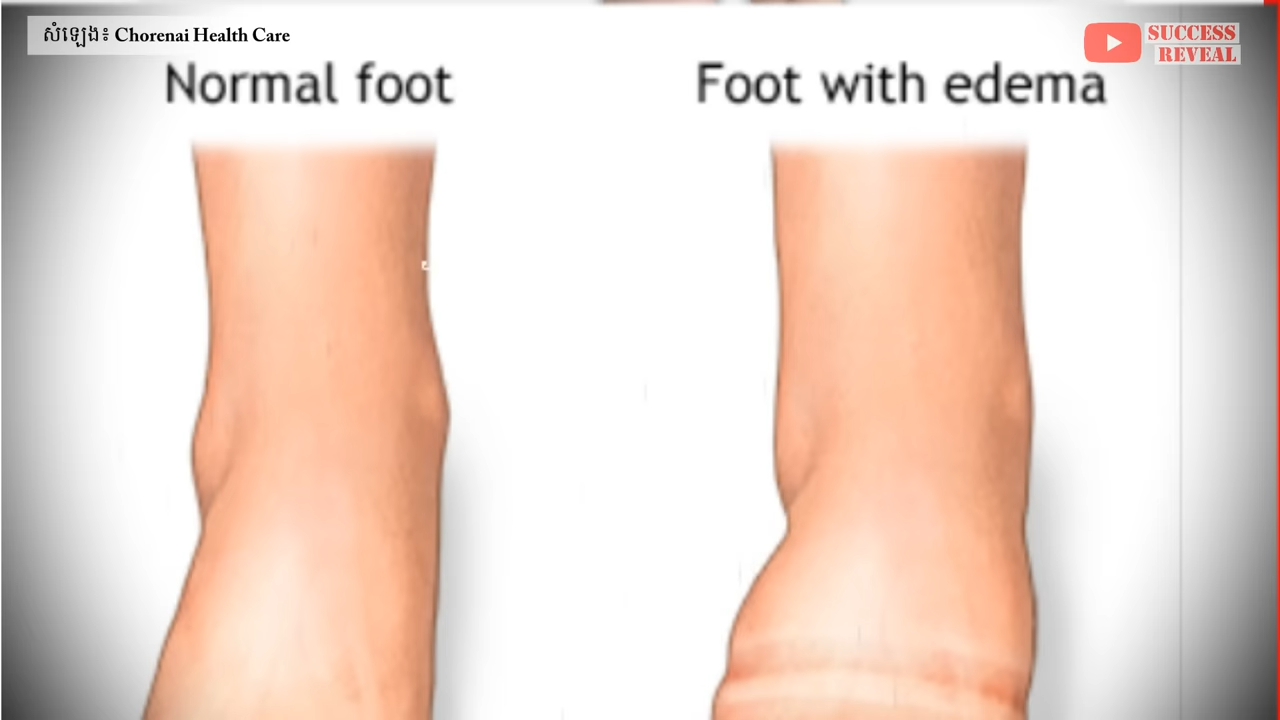 សំឡេង៖ Chorenai Health Care
SUCCESS
REVEAL
Normal foot
Foot with edema